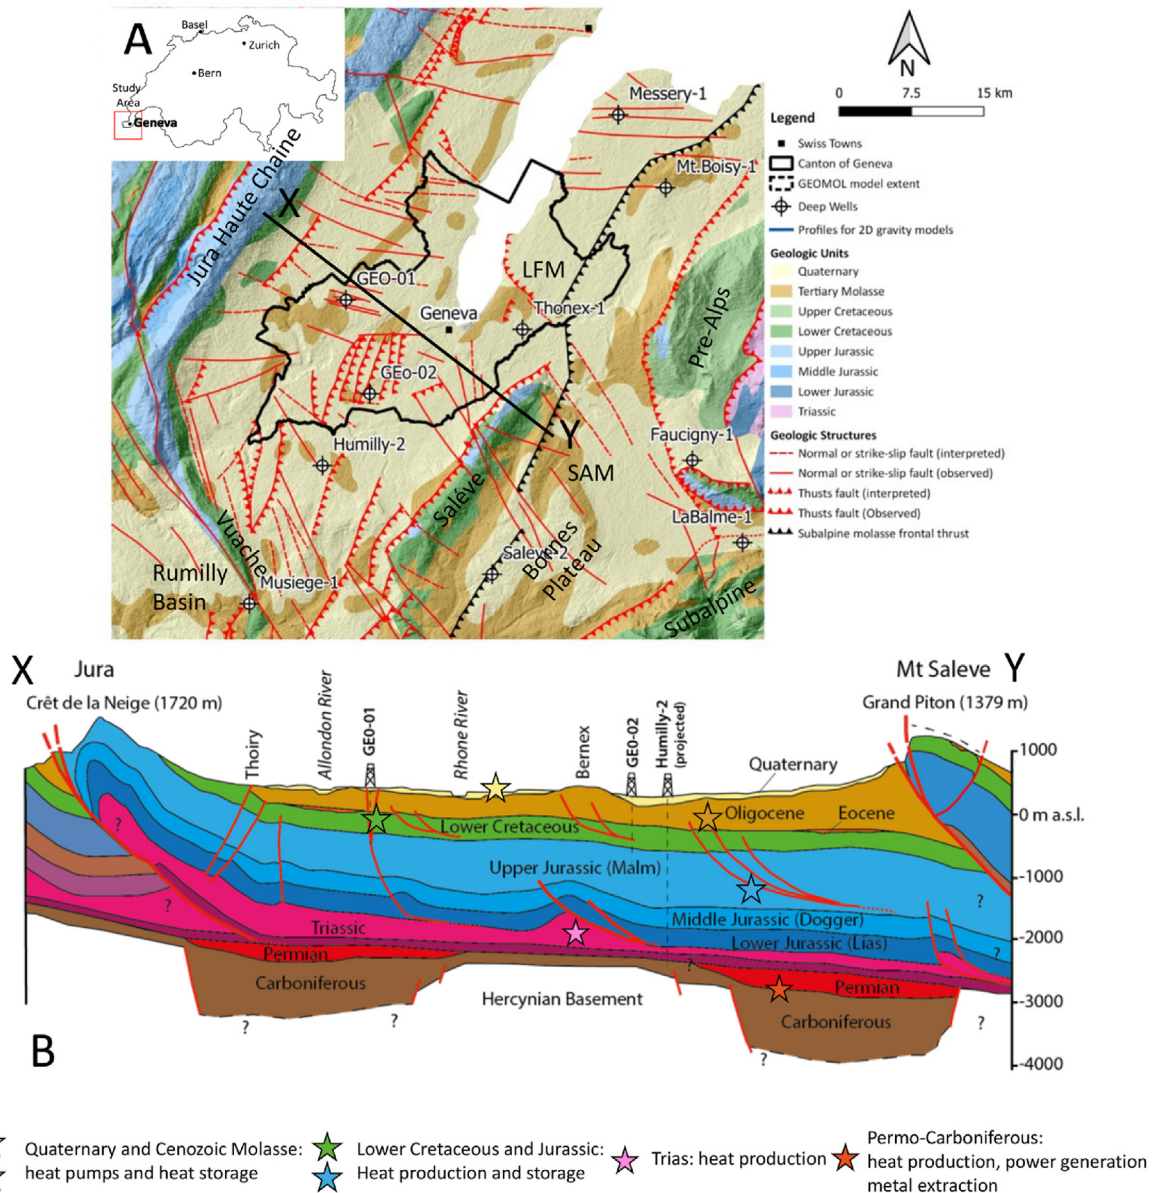 A
Basel
Zurich
Bern
Study
Area
Geneva
N
0 7.5 15 km
Messery-1
Mt.Boisy-1
Jura Haute Chaine
X
GEO-01
LFM
Geneva
Thonex-1
Pre-Alps
GEo-02
Y
Humilly-2
Faucigny-1
SAM
Salève
LaBalme-1
Vuache
Salève-2
Bornes
Plateau
Rumilly
Basin
Musiege-1
Subalpine
Legend
Swiss Towns
Canton of Geneva
GEOMOL model extent
Deep Wells
Profiles for 2D gravity models
Geologic Units
Quaternary
Tertiary Molasse
Upper Cretaceous
Lower Cretaceous
Upper Jurassic
Middle Jurassic
Lower Jurassic
Triassic
Geologic Structures
Normal or strike-slip fault (interpreted)
Normal or strike-slip fault (observed)
Thusts fault (interpreted)
Thusts fault (Observed)
Subalpine molasse frontal thrust
X Jura
Mt Saleve Y
Crêt de la Neige (1720 m)
Grand Piton (1379 m)
Thoiry
Allondon River
GE0-01
Rhone River
Bernex
GE0-02
Humilly-2
(projected)
Quaternary
1000
0 m a.s.l.
-1000
-2000
-3000
-4000
Oligocene
Eocene
Lower Cretaceous
Upper Jurassic (Malm)
?
?
?
Middle Jurassic (Dogger)
Triassic
Lower Jurassic (Lias)
?
Permian
?
Carboniferous
Hercynian Basement
Permian
Carboniferous
?
?
?
?
B
Quaternary and Cenozoic Molasse:
heat pumps and heat storage
Lower Cretaceous and Jurassic:
Heat production and storage
Trias: heat production
Permo-Carboniferous:
heat production, power generation
metal extraction